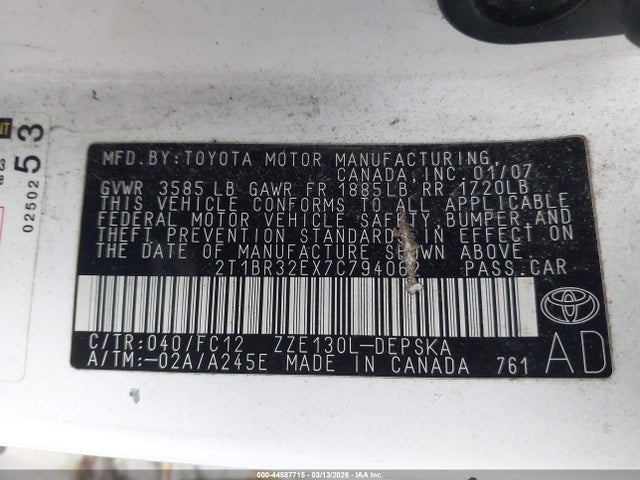 MFD.BY:TOYOTA MOTOR MANUFACTURING,
CANADA,INC. 01/07
GVWR 3585 LB GAWR FR 1885LB,RR 1720LB
THIS VEHICLE CONFORMS TO ALL APPLICABLE
FEDERAL MOTOR VEHICLE SAFETY, BUMPER AND
THEFT PREVENTION STANDARDS IN EFFECT ON
THE DATE OF MANUFACTURE SHOWN ABOVE.
PASS.CAR
C/TR:040/FC12 ZZE130L-DEPSKA
A/TM:-02A/A245E MADE IN CANADA 761
AD
02502
53
000-44587715 - 03/13/2026 - IAA Inc.